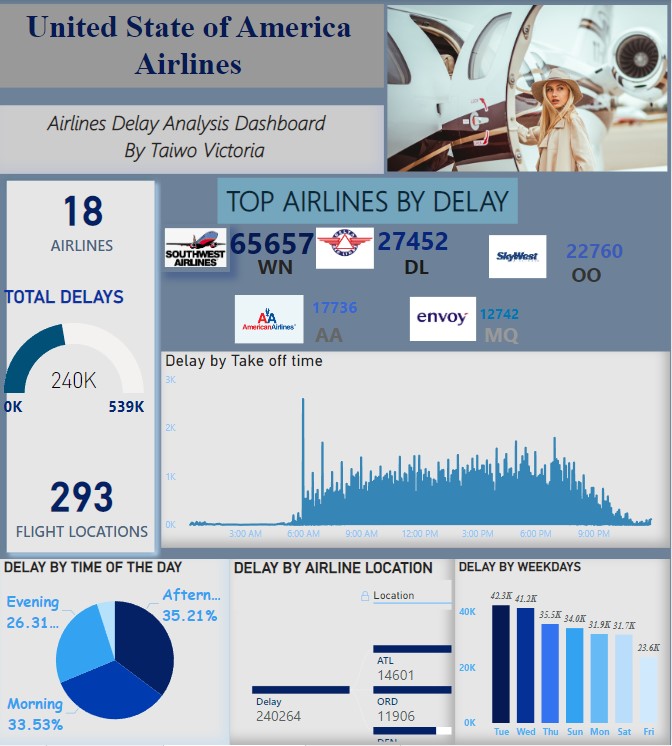 United State of America
Airlines
Airlines Delay Analysis Dashboard
By Taiwo Victoria
18
AIRLINES
TOTAL DELAYS
240K
0K
539K
293
FLIGHT LOCATIONS
TOP AIRLINES BY DELAY
SOUTHWEST
AIRLINES
65657
WN
DELTA
27452
DL
SkyWest
22760
OO
AA
AmericanAirlines
17736
AA
envoy
12742
MQ
Delay by Take off time
3K
2K
1K
0K
3:00 AM
6:00 AM
9:00 AM
12:00 PM
3:00 PM
6:00 PM
9:00 PM
DELAY BY TIME OF THE DAY
Evening
26.31...
Aftern...
35.21%
Morning
33.53%
DELAY BY AIRLINE LOCATION
Location
ATL
14601
Delay
240264
ORD
11906
DEN
DELAY BY WEEKDAYS
40K
20K
0K
42.3K
41.2K
35.5K
34.0K
31.9K
31.7K
23.6K
Tue
Wed
Thu
Sun
Mon
Sat
Fri